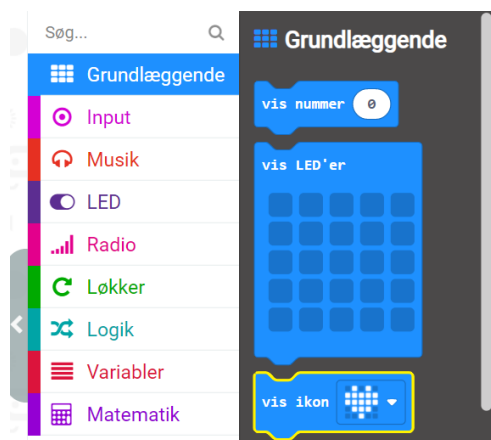 Søg...
Grundlæggende
Input
Musik
LED
Radio
Løkker
Logik
Variabler
Matematik
Grundlæggende
vis nummer 0
vis LED'er
vis ikon